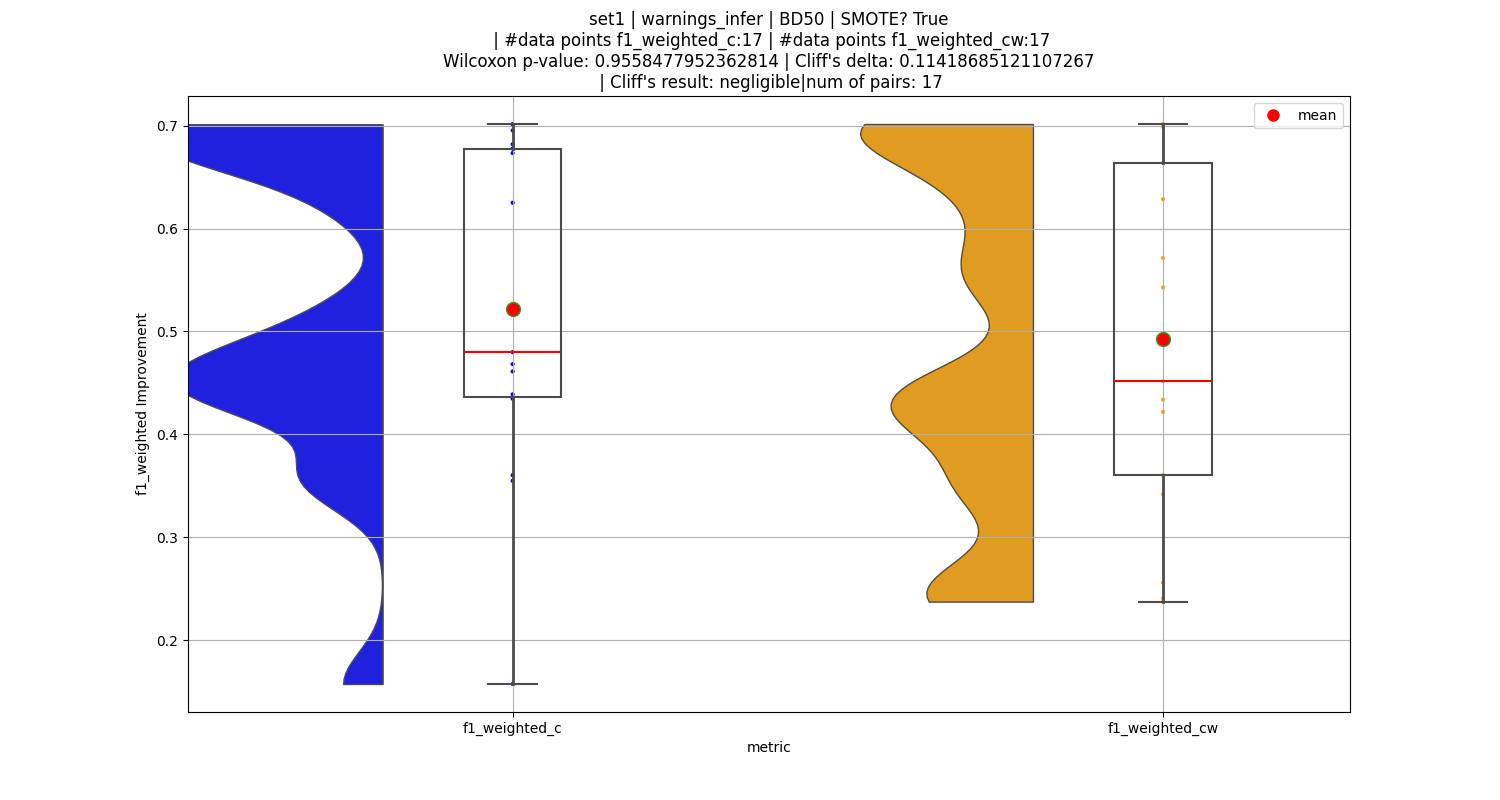 set1 | warnings_infer | BD50 | SMOTE? True
| #data points f1_weighted_c:17 | #data points f1_weighted_cw:17
Wilcoxon p-value: 0.9558477952362814 | Cliff's delta: 0.11418685121107267
| Cliff's result: negligible|num of pairs: 17
mean
0.7
0.6
0.5
0.4
0.3
0.2
f1_weighted Improvement
f1_weighted_c
f1_weighted_cw
metric